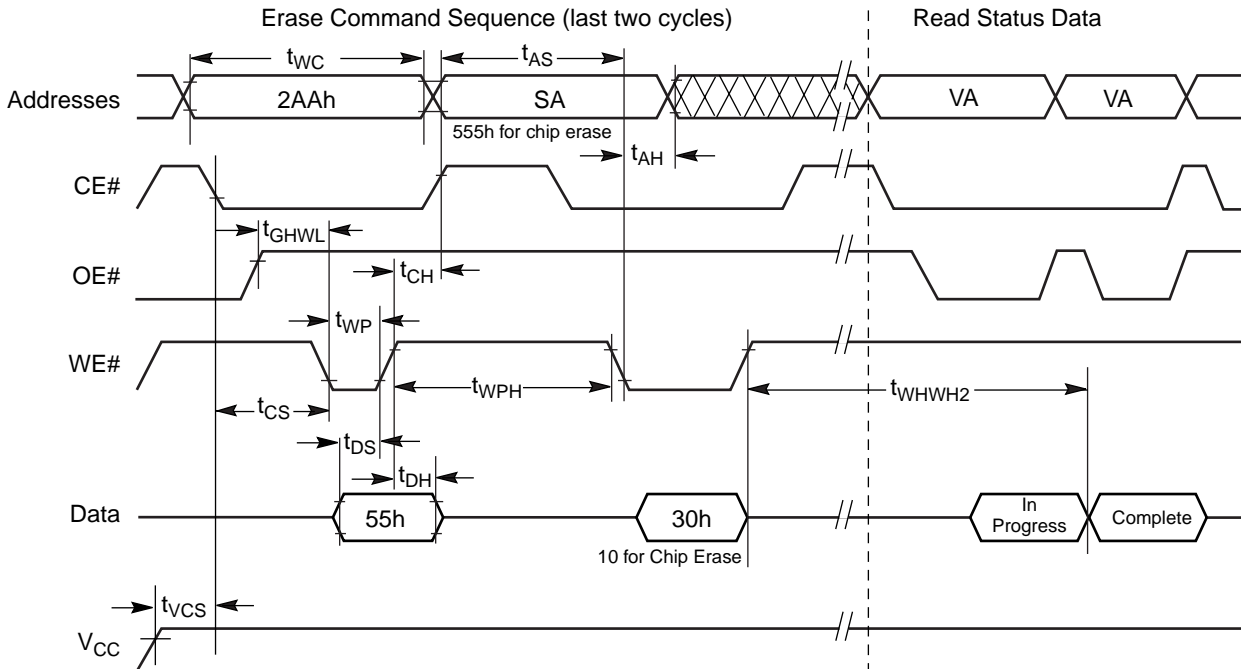 Erase Command Sequence (last two cycles)
Read Status Data
tWC
tAS
Addresses
2AAh
SA
VA
VA
555h for chip erase
tAH
CE#
tGHWL
OE#
tCH
tWP
WE#
tWPH
tWHWH2
tCS
tDS
tDH
Data
55h
30h
In
Progress
Complete
10 for Chip Erase
tVCS
VCC